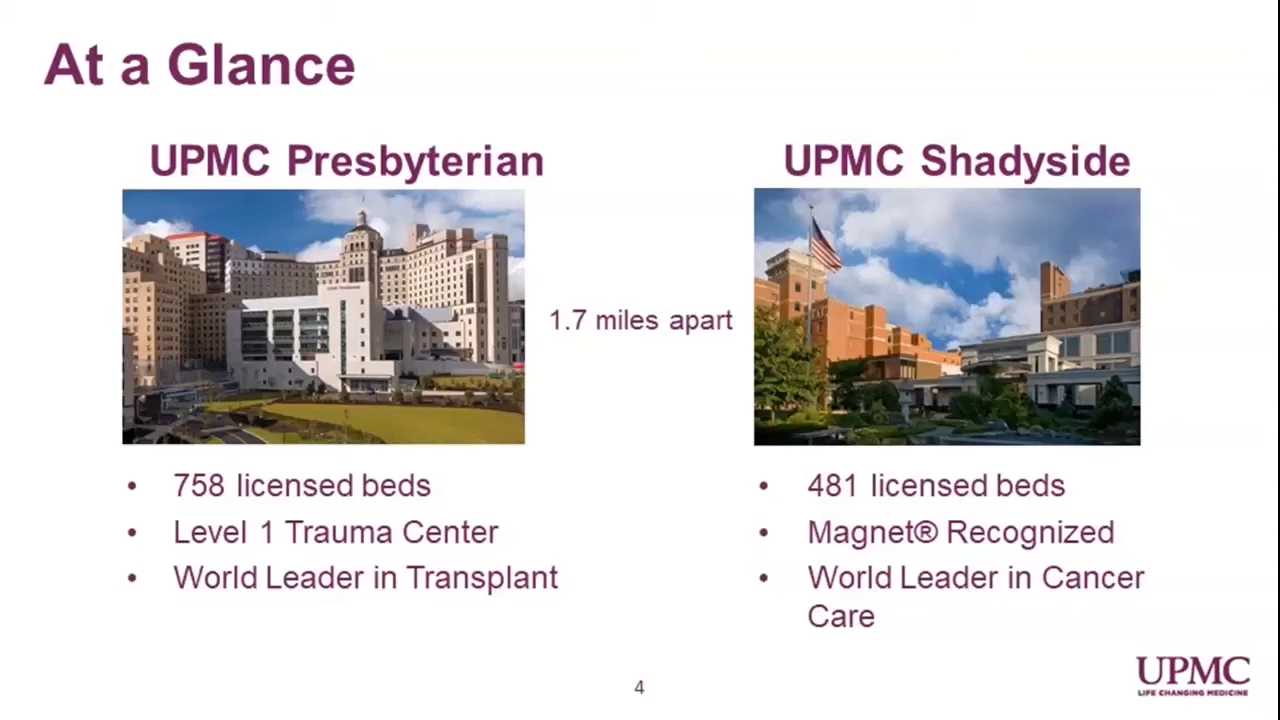 At a Glance
UPMC Presbyterian
UPMC Shadyside
1.7 miles apart
• 758 licensed beds
• Level 1 Trauma Center
• World Leader in Transplant
• 481 licensed beds
• Magnet® Recognized
• World Leader in Cancer
Care
4
UPMC
LIFE CHANGING MEDICINE